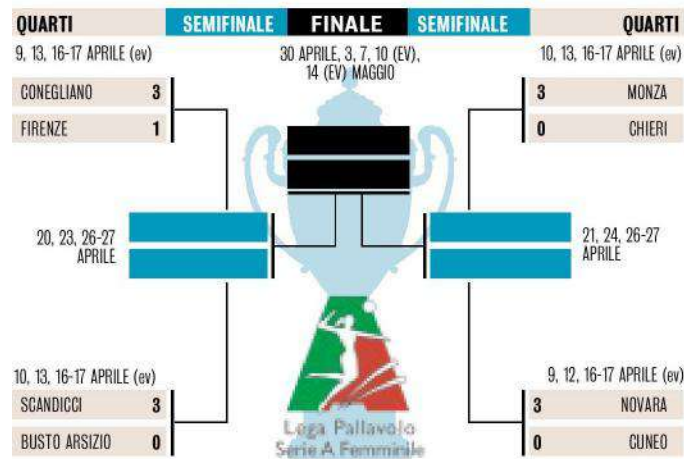 QUARTI SEMIFINALE FINALE SEMIFINALE QUARTI
9, 13, 16-17 APRILE (ev)
30 APRILE, 3, 7, 10 (EV),
14 (EV) MAGGIO
10, 13, 16-17 APRILE (ev)
CONEGLIANO 3
FIRENZE 1
3 MONZA
0 CHIERI
20, 23, 26-27
APRILE
21, 24, 26-27
APRILE
10, 13, 16-17 APRILE (ev)
SCANDICCI 3
BUSTO ARSIZIO 0
9, 12, 16-17 APRILE (ev)
3 NOVARA
0 CUNEO
Lega Pallavolo
Serie A Femminile